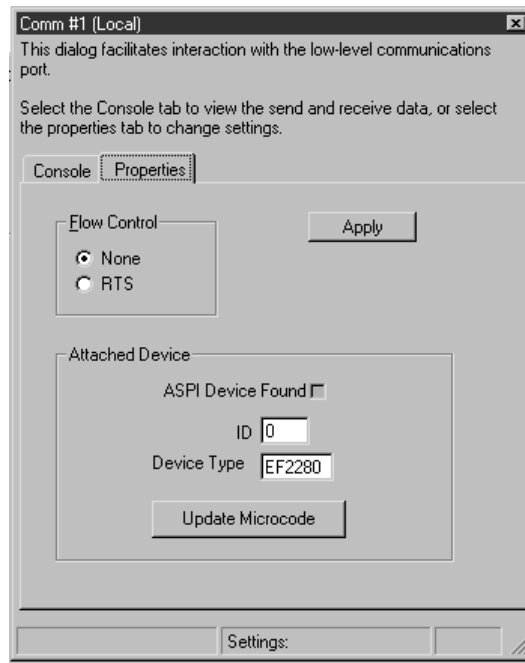 Comm #1 (Local)
This dialog facilitates interaction with the low-level communications
port.
Select the Console tab to view the send and receive data, or select
the properties tab to change settings.
Console
Properties
Flow Control
Apply
None
RTS
Attached Device
ASPI Device Found
ID 0
Device Type EF2280
Update Microcode
Settings: